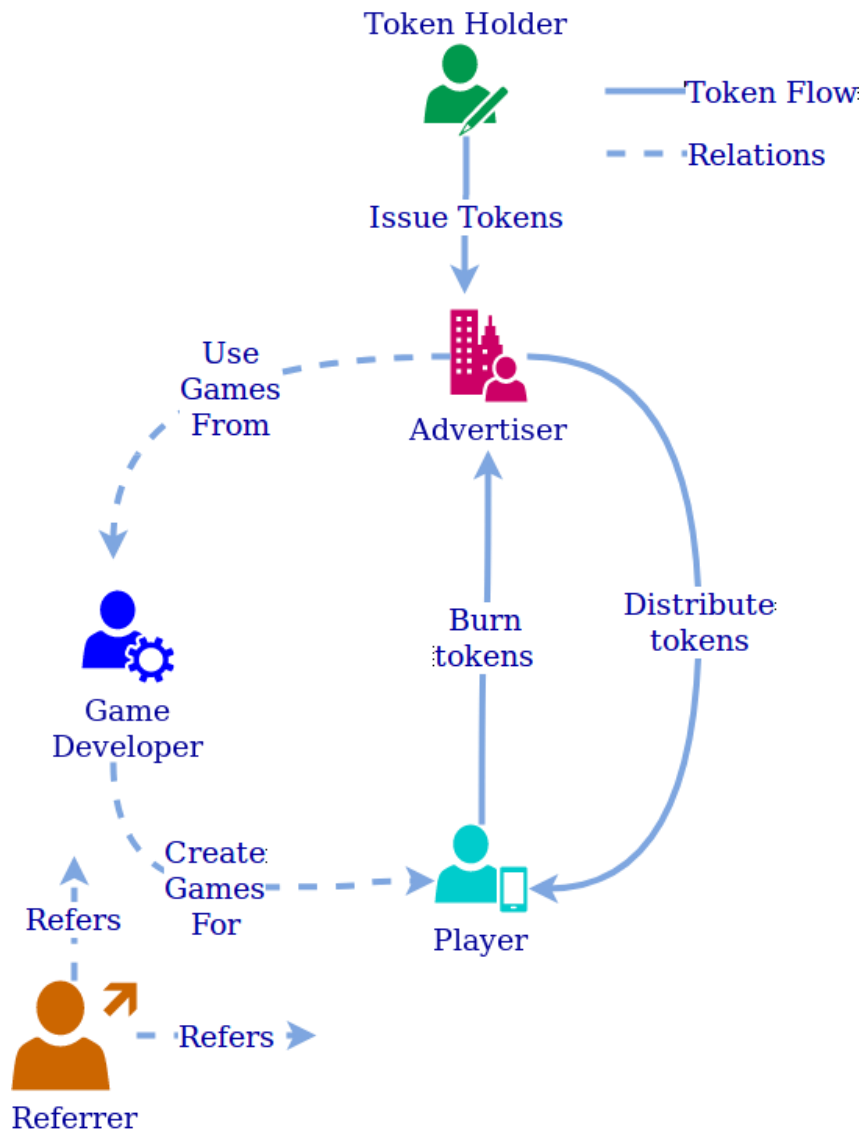 Token Holder
Token Flow
Relations
Issue Tokens
Use
Games
From
Advertiser
Burn
tokens
Distribute
tokens
Game
Developer
Create
Games
For
Player
Refers
Refers
Referrer